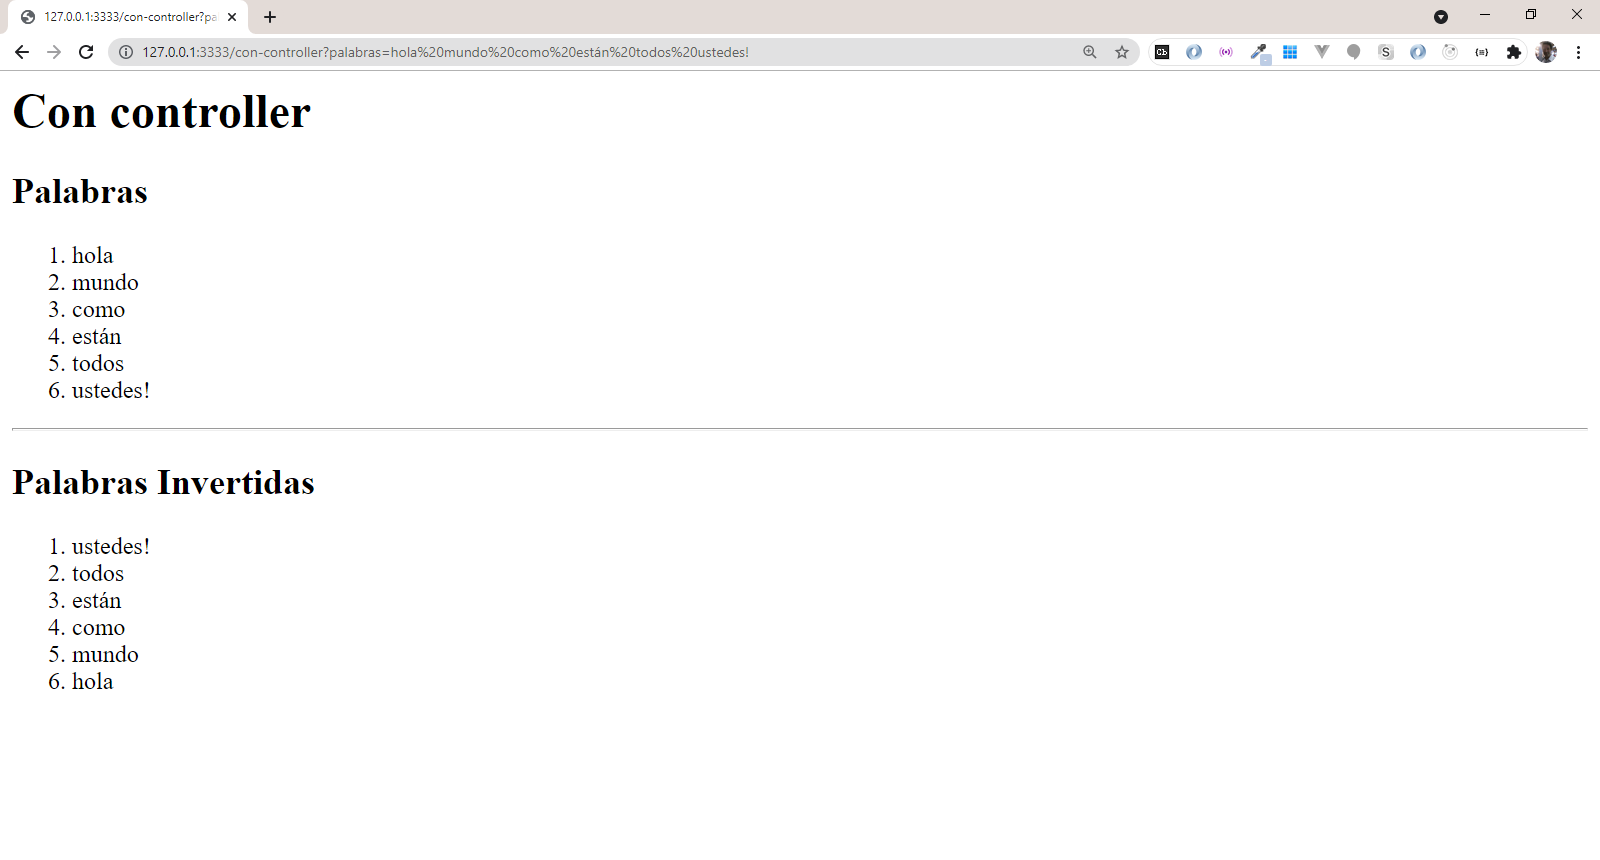 127.0.0.1:3333/con-controller?pa
127.0.0.1:3333/con-controller?palabras=hola%20mundo%20como%20están%20todos%20ustedes!
Cb
S
Con controller
Palabras
1. hola
2. mundo
3. como
4. están
5. todos
6. ustedes!
Palabras Invertidas
1. ustedes!
2. todos
3. están
4. como
5. mundo
6. hola